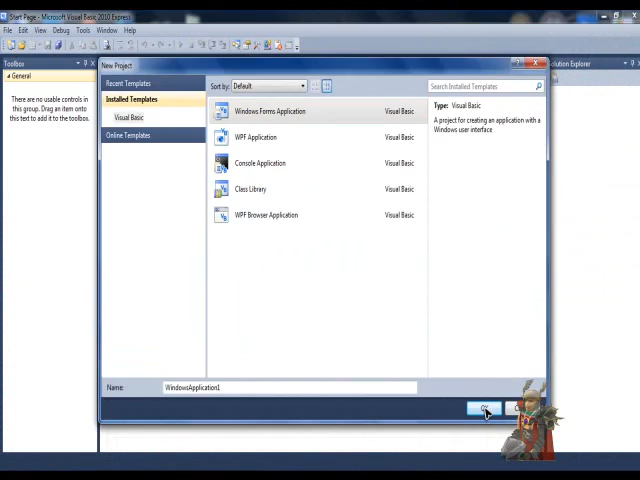 Start Page - Microsoft Visual Basic 2010 Express
File Edit View Debug Tools Window Help
Toolbox
General
There are no usable controls in
this group. Drag an item onto
this text to add it to the toolbox.
New Project
Recent Templates
Installed Templates
Visual Basic
Online Templates
Sort by: Default
Search Installed Templates
Windows Forms Application Visual Basic
WPF Application Visual Basic
Console Application Visual Basic
Class Library Visual Basic
WPF Browser Application Visual Basic
Type: Visual Basic
A project for creating an application with a
Windows user interface
Name: WindowsApplication1
OK
Solution Explorer